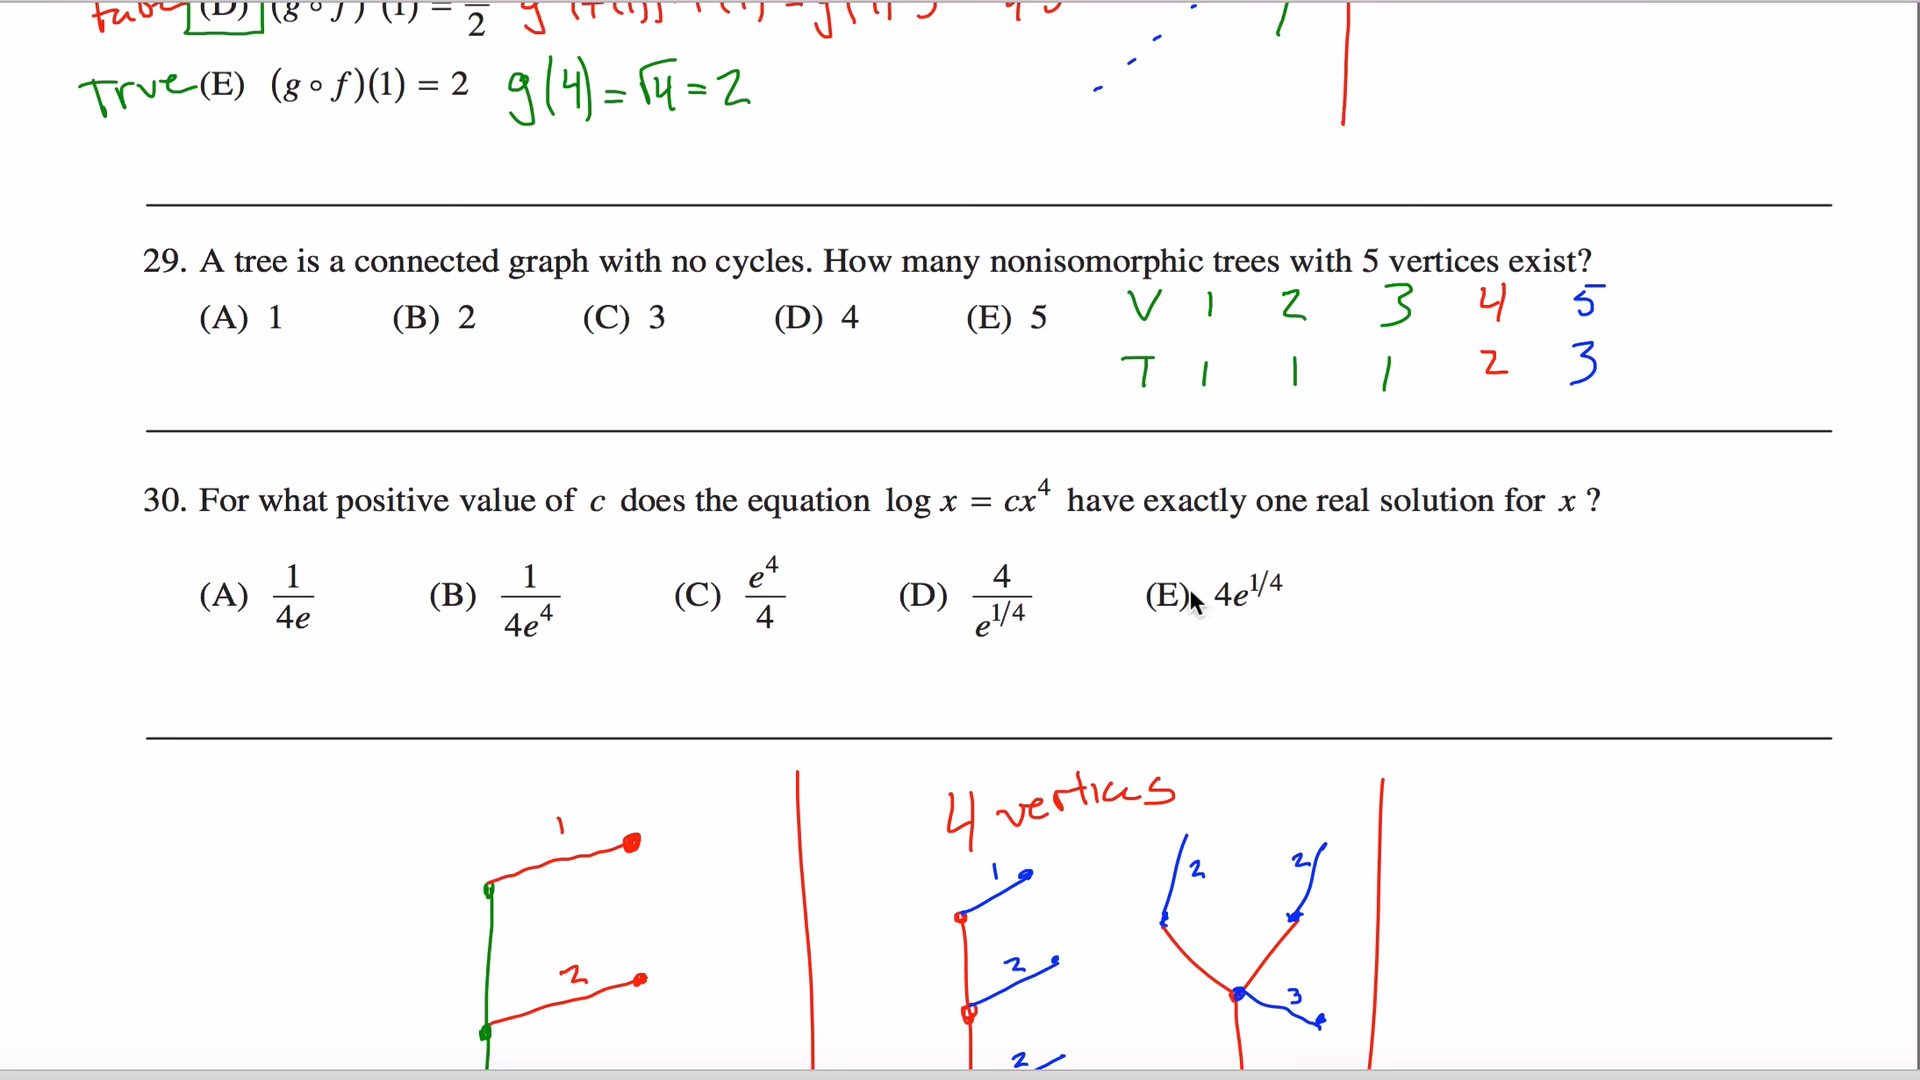 false (D) (g ∘ f)′(1) = 2
True (E) (g ∘ f)(1) = 2 g(4) = √4 = 2
29. A tree is a connected graph with no cycles. How many nonisomorphic trees with 5 vertices exist?
(A) 1 (B) 2 (C) 3 (D) 4 (E) 5
V 1 2 3 4 5
T 1 1 1 2 3
30. For what positive value of c does the equation log x = cx⁴ have exactly one real solution for x ?
(A) 1/4e (B) 1/4e⁴ (C) e⁴/4 (D) 4/e^1/4 (E) 4e^1/4
4 vertices
1
2
1
2
2
2
2
3